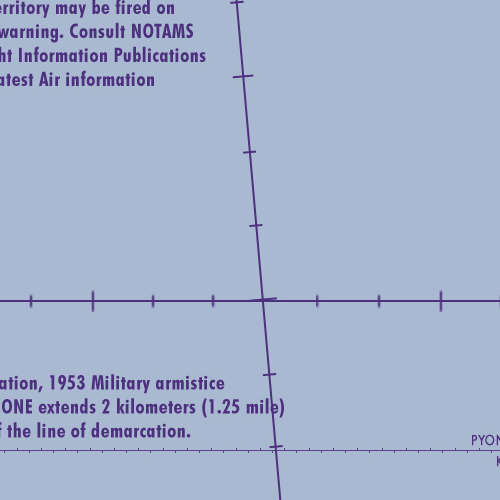 erritory may be fired on
warning. Consult NOTAMS
ht Information Publications
atest Air information
ation, 1953 Military armistice
ONE extends 2 kilometers (1.25 mile)
f the line of demarcation.
PYON
K